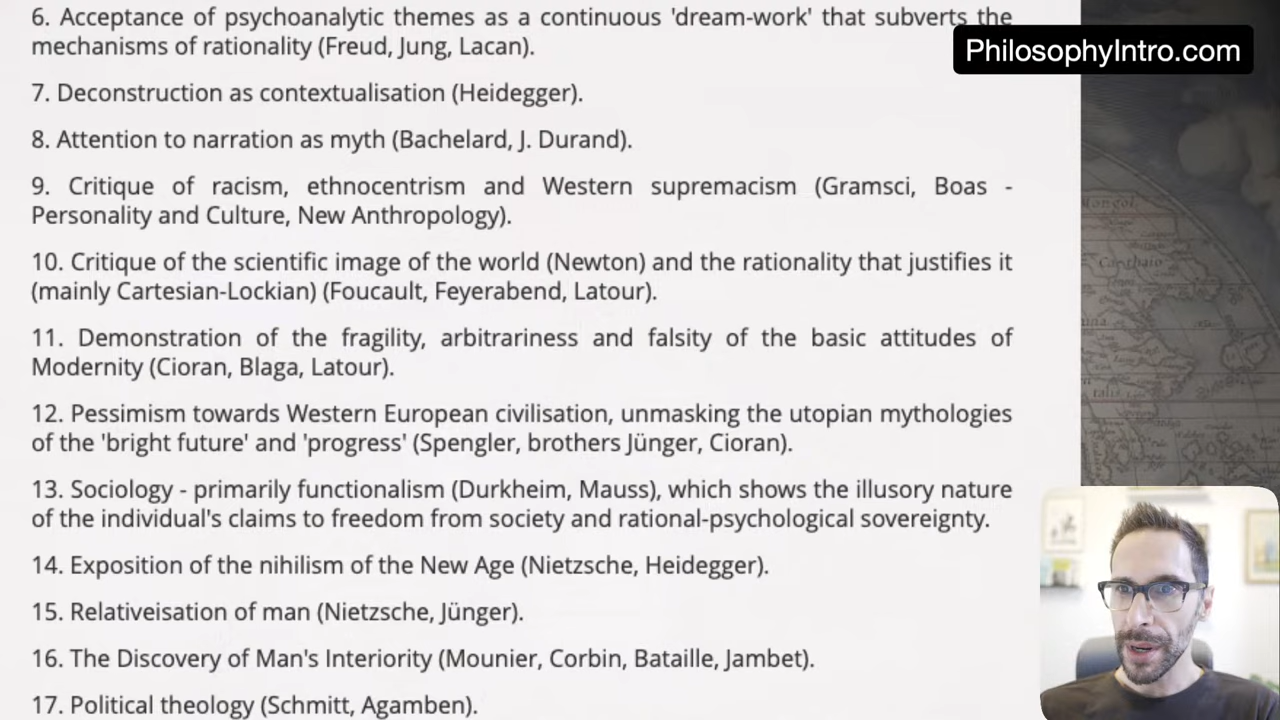 6. Acceptance of psychoanalytic themes as a continuous 'dream-work' that subverts the
mechanisms of rationality (Freud, Jung, Lacan).
PhilosophyIntro.com
7. Deconstruction as contextualisation (Heidegger).
8. Attention to narration as myth (Bachelard, J. Durand).
9. Critique of racism, ethnocentrism and Western supremacism (Gramsci, Boas -
Personality and Culture, New Anthropology).
10. Critique of the scientific image of the world (Newton) and the rationality that justifies it
(mainly Cartesian-Lockian) (Foucault, Feyerabend, Latour).
11. Demonstration of the fragility, arbitrariness and falsity of the basic attitudes of
Modernity (Cioran, Blaga, Latour).
12. Pessimism towards Western European civilisation, unmasking the utopian mythologies
of the 'bright future' and 'progress' (Spengler, brothers Jünger, Cioran).
13. Sociology - primarily functionalism (Durkheim, Mauss), which shows the illusory nature
of the individual's claims to freedom from society and rational-psychological sovereignty.
14. Exposition of the nihilism of the New Age (Nietzsche, Heidegger).
15. Relativeisation of man (Nietzsche, Jünger).
16. The Discovery of Man's Interiority (Mounier, Corbin, Bataille, Jambet).
17. Political theology (Schmitt, Agamben).